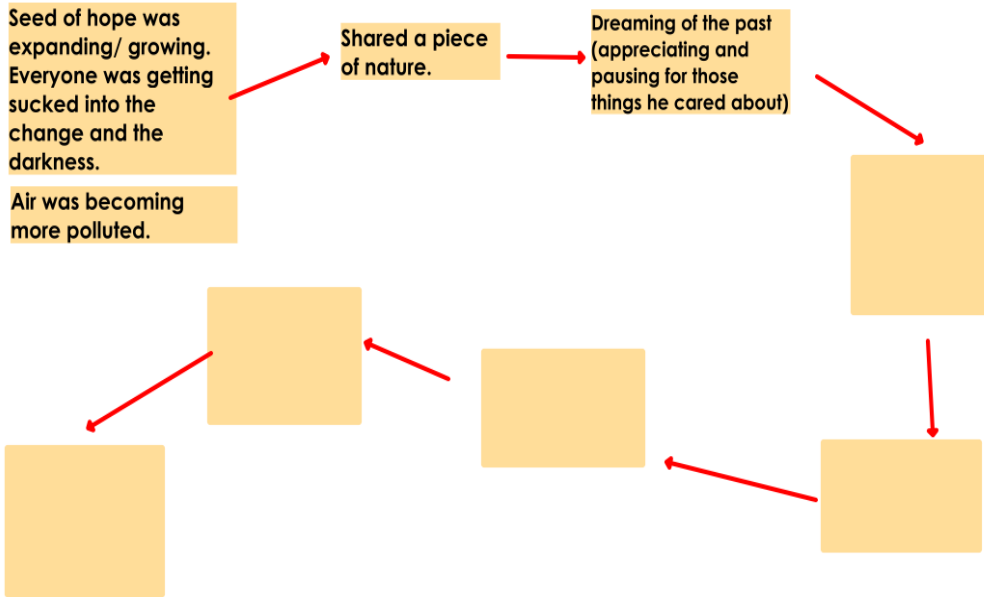 Seed of hope was
expanding/ growing.
Everyone was getting
sucked into the
change and the
darkness.
Air was becoming
more polluted.
Shared a piece
of nature.
Dreaming of the past
(appreciating and
pausing for those
things he cared about)